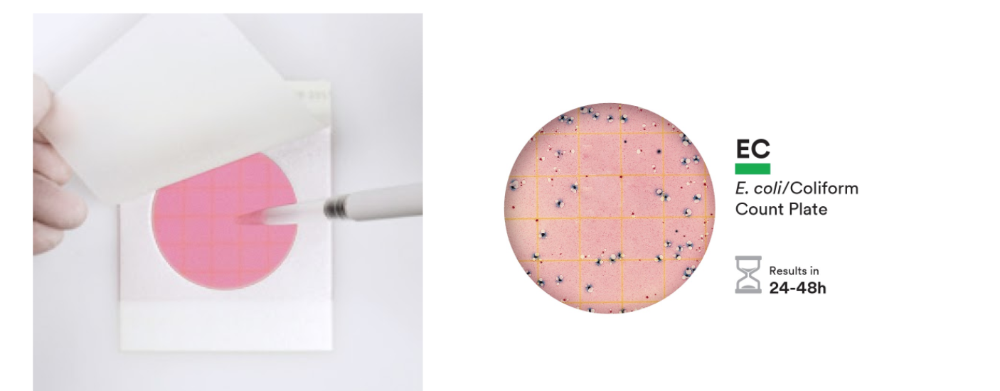 EC
E. coli/Coliform
Count Plate
Results in
24-48h